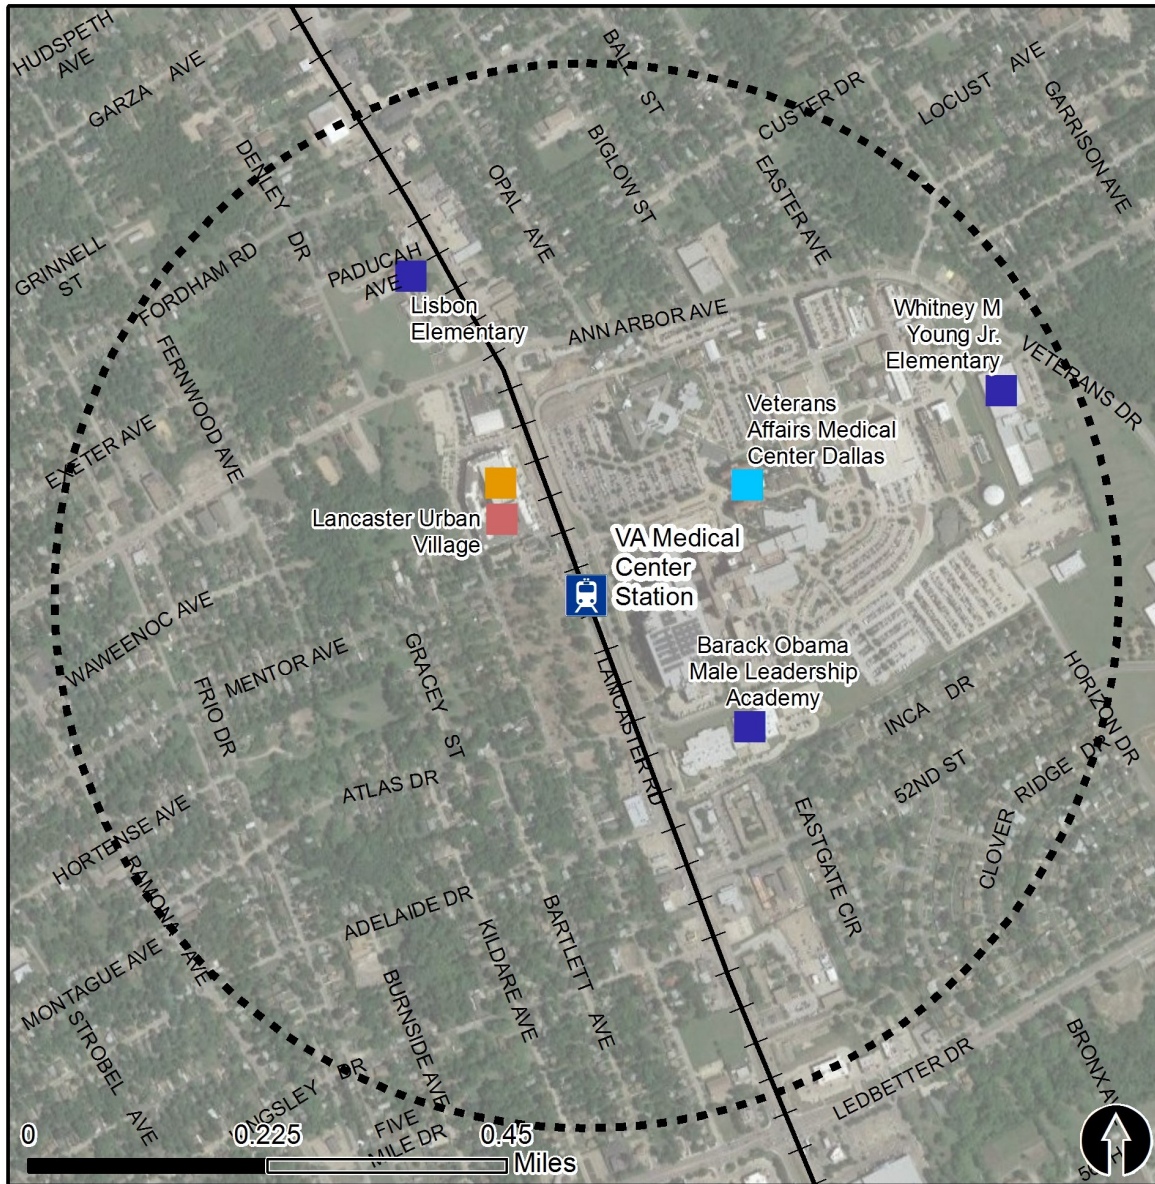 HUDSPETH
AVE
GARZA AVE
BALL ST
CUSTER DR
LOCUST AVE
GARRISON AVE
DENLEY DR
OPAL AVE
BIGLOW ST
EASTER AVE
GRINNELL
ST
FORDHAM RD
PADUCAH
AVE
Lisbon
Elementary
ANN ARBOR AVE
Whitney M
Young Jr.
Elementary
VETERANS DR
FERNWOOD AVE
EXETER AVE
Veterans
Affairs Medical
Center Dallas
Lancaster Urban
Village
VA Medical
Center
Station
WAWEENOC AVE
MENTOR AVE
FRIO DR
GRACEY ST
LANCASTER RD
Barack Obama
Male Leadership
Academy
INCA DR
HORIZON DR
52ND ST
RIDGE DR
CLOVER
ATLAS DR
HORTENSE AVE
EASTGATE CIR
RAMONA AVE
ADELAIDE DR
KILDARE AVE
BARTLETT AVE
MONTAGUE AVE
STROBEL AVE
BURNSIDE AVE
DR
FIVE
MILE DR
LEDBETTER DR
BRONX
0 0.225 0.45
Miles